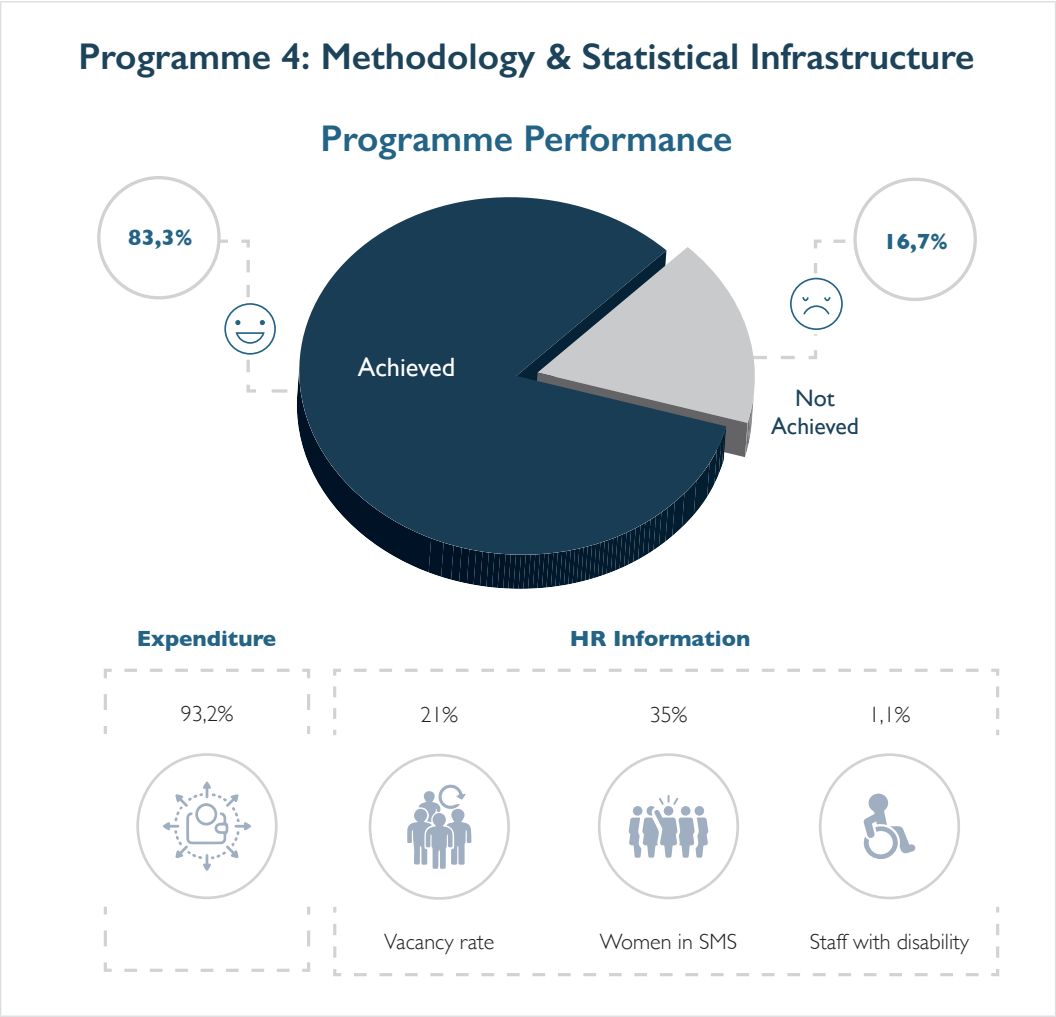 Programme 4: Methodology & Statistical Infrastructure
Programme Performance
83,3%
16,7%
Achieved
Not
Achieved
Expenditure
HR Information
93,2%
21%
35%
1,1%
Vacancy rate
Women in SMS
Staff with disability